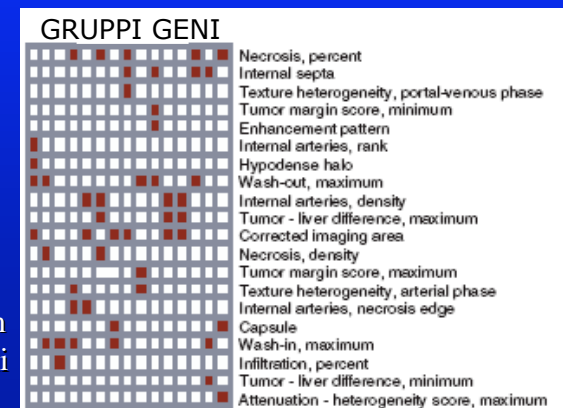 GRUPPI GENI
Necrosis, percent
Internal septa
Texture heterogeneity, portal-venous phase
Tumor margin score, minimum
Enhancement pattern
Internal arteries, rank
Hypodense halo
Wash-out, maximum
Internal arteries, density
Tumor - liver difference, maximum
Corrected imaging area
Necrosis, density
Tumor margin score, maximum
Texture heterogeneity, arterial phase
Internal arteries, necrosis edge
Capsule
Wash-in, maximum
Infiltration, percent
Tumor - liver difference, minimum
Attenuation - heterogeneity score, maximum